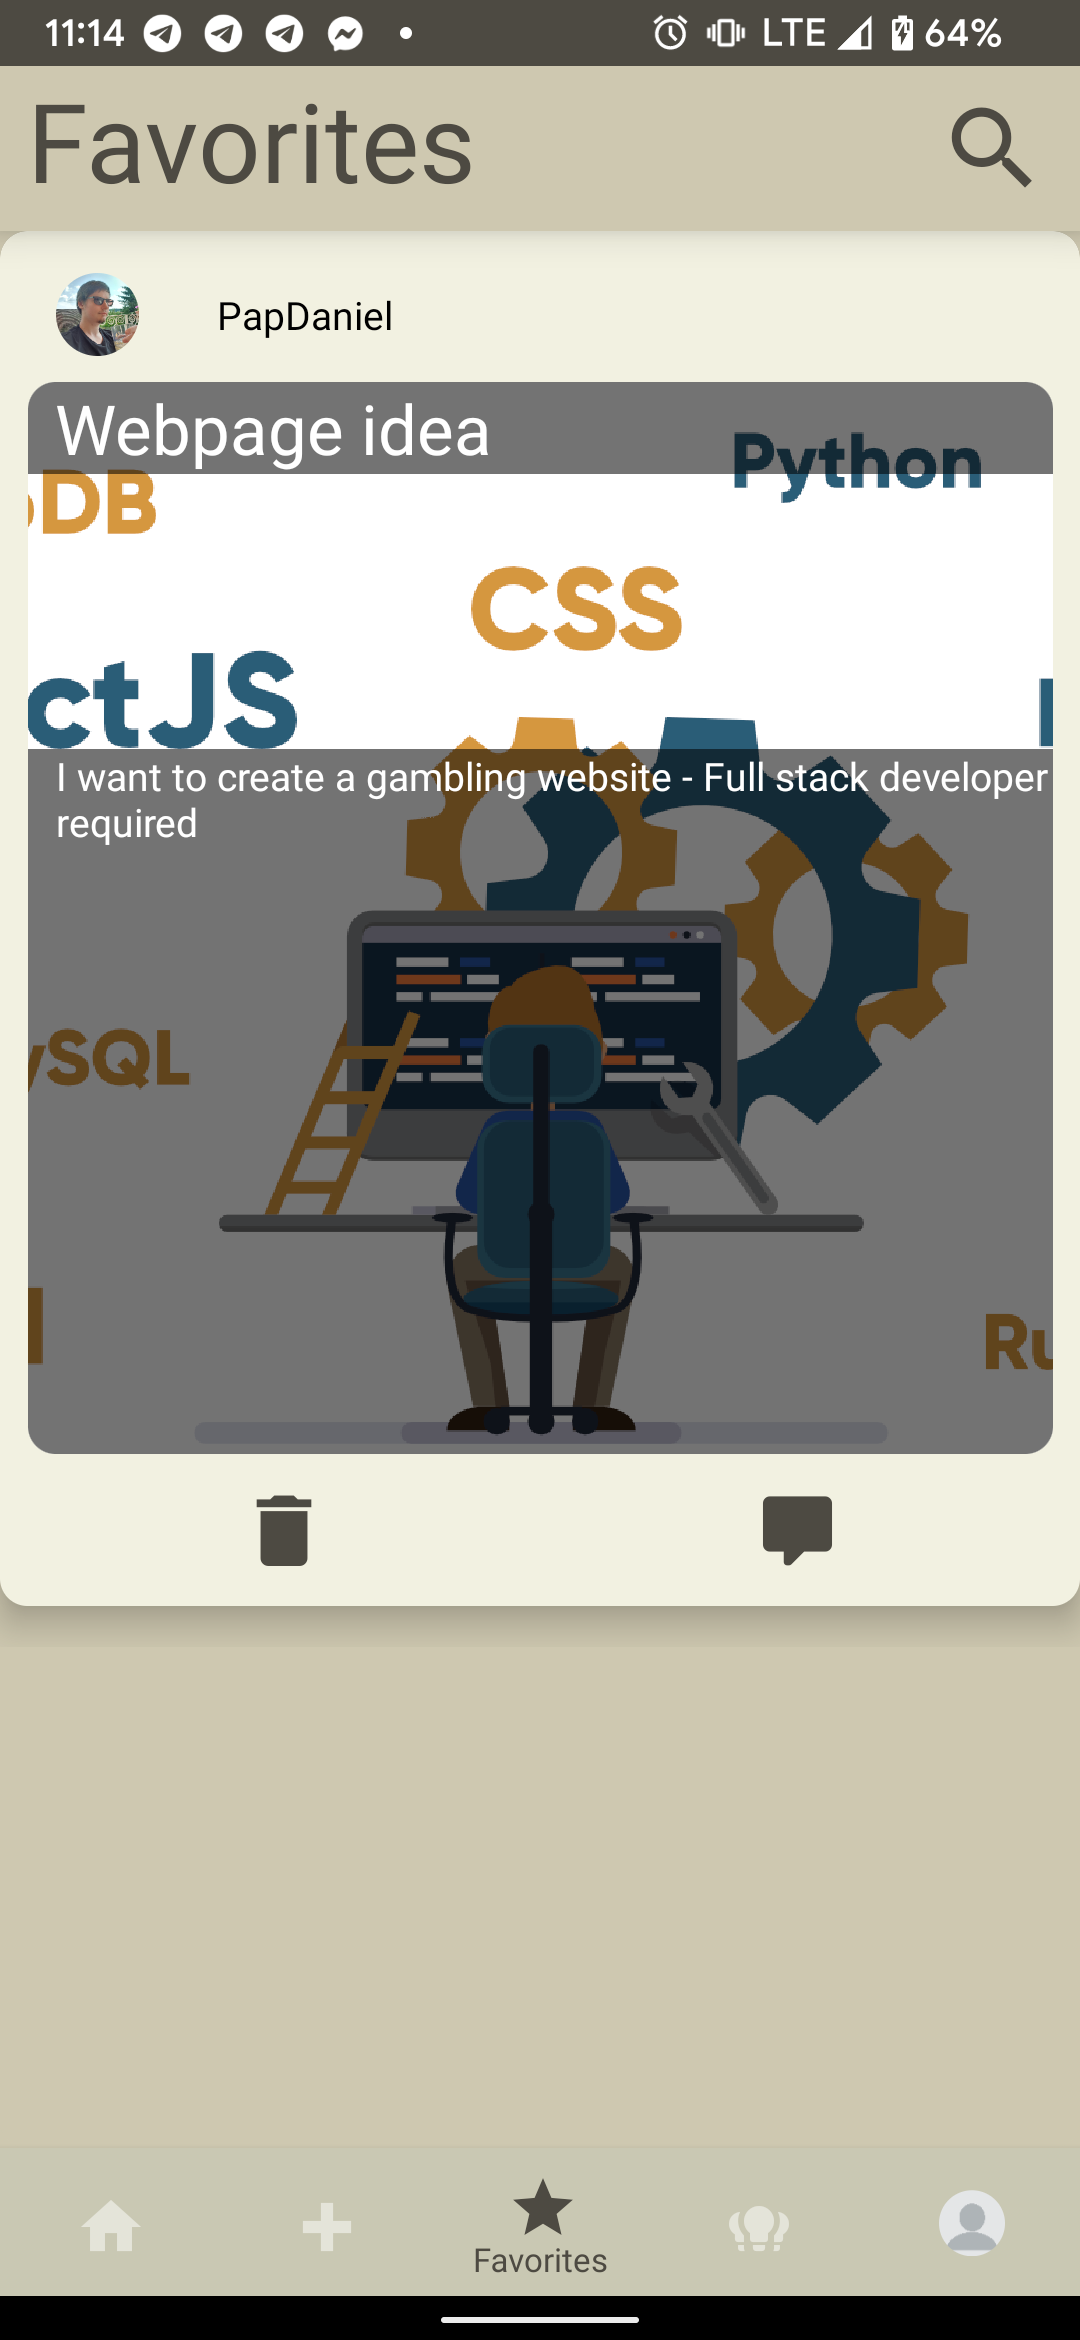 11:14 LTE 64%
Favorites
PapDaniel
Webpage idea
Python
DB
CSS
ctJS
I want to create a gambling website - Full stack developer
required
ySQL
Ru
Favorites